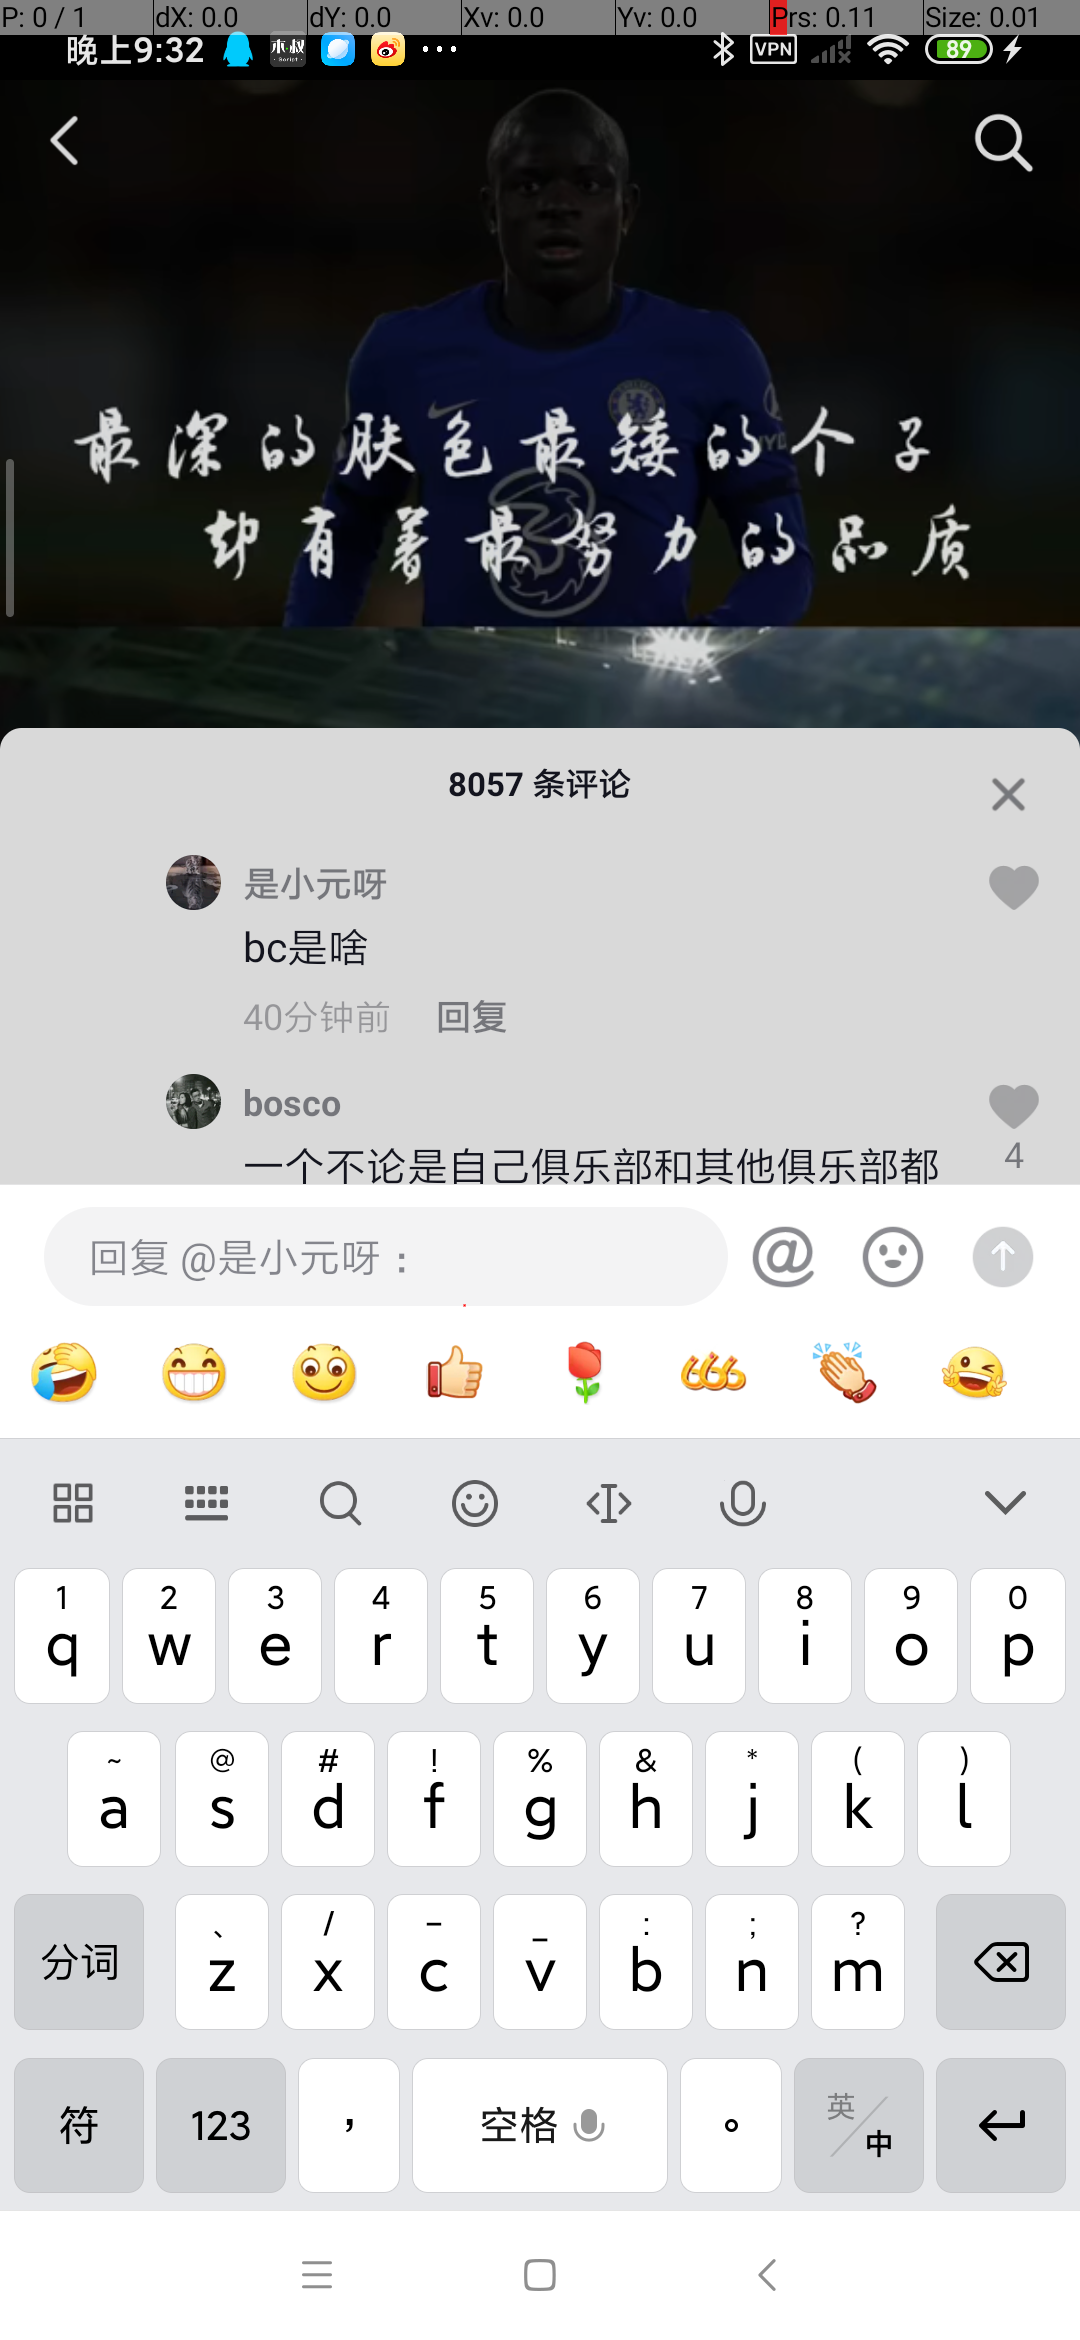 P: 0 / 1 dX: 0.0 dY: 0.0 Xv: 0.0 Yv: 0.0 Prs: 0.11 Size: 0.01
晚上9:32 木叔 Script VPN 89
最深的肤色最矮的个子
却有着最努力的品质
8057 条评论
是小元呀
bc是啥
40分钟前 回复
bosco
一个不论是自己俱乐部和其他俱乐部都
4
回复 @是小元呀：
666
1 2 3 4 5 6 7 8 9 0
q w e r t y u i o p
~ @ # ! % & * ( )
a s d f g h j k l
、 / – _ : ; ?
分词 z x c v b n m
符 123 ， 空格 。 英/中